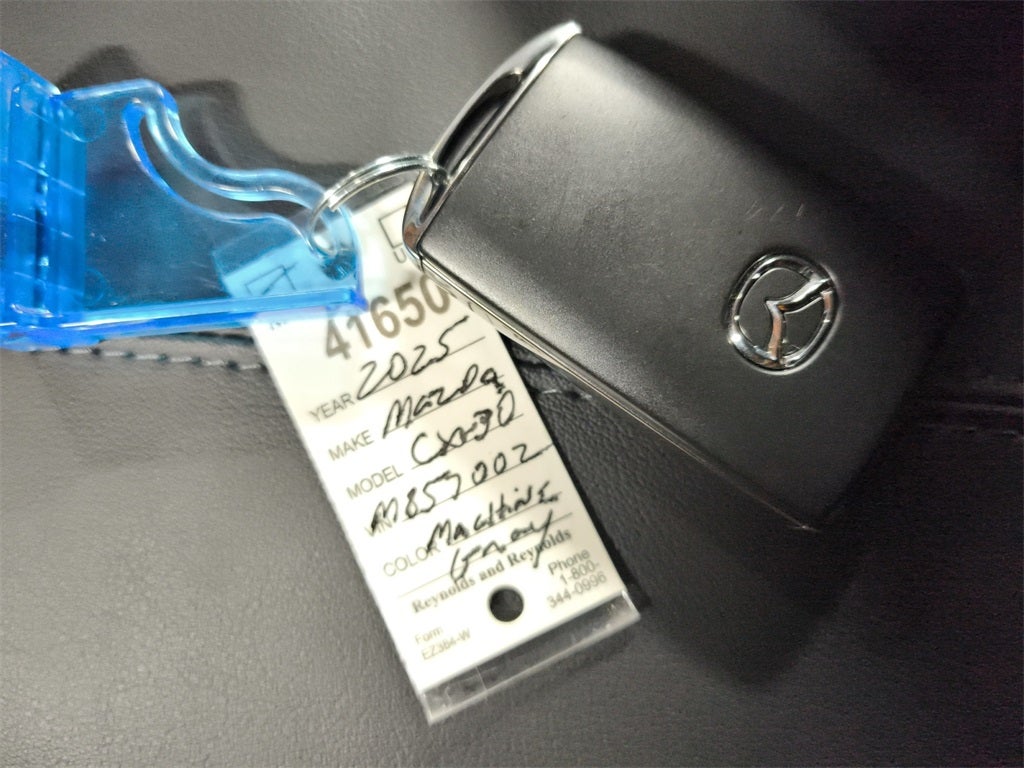 41650
YEAR 2025
MAKE Mazda
MODEL CX-30
VIN M857002
COLOR MACHINE
Gray
Reynolds and Reynolds
Phone
1-800-
344-0996
Form
EZ364-W